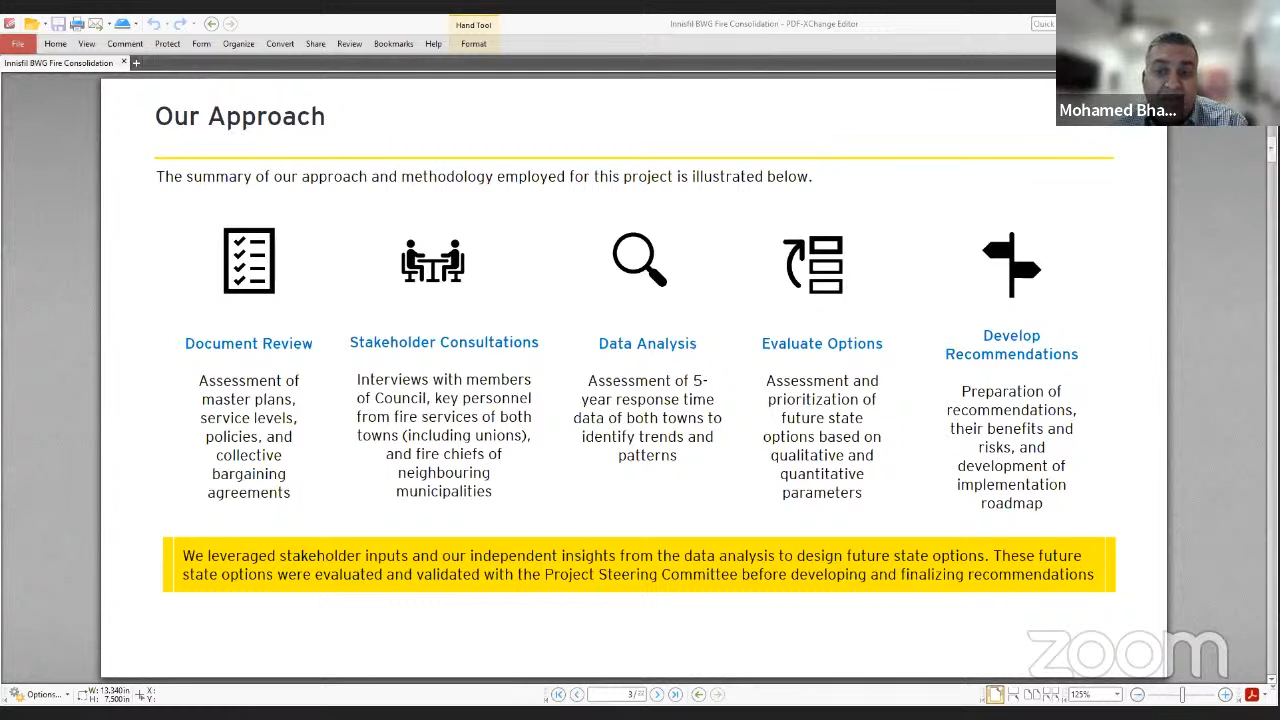 Hand Tool
Innisfil BWG Fire Consolidation - PDF-XChange Editor
Quick
File
Home
View
Comment
Protect
Form
Organize
Convert
Share
Review
Bookmarks
Help
Format
Innisfil BWG Fire Consolidation
Mohamed Bha...
Our Approach
The summary of our approach and methodology employed for this project is illustrated below.
Document Review
Assessment of
master plans,
service levels,
policies, and
collective
bargaining
agreements
Stakeholder Consultations
Interviews with members
of Council, key personnel
from fire services of both
towns (including unions),
and fire chiefs of
neighbouring
municipalities
Data Analysis
Assessment of 5-
year response time
data of both towns to
identify trends and
patterns
Evaluate Options
Assessment and
prioritization of
future state
options based on
qualitative and
quantitative
parameters
Develop
Recommendations
Preparation of
recommendations,
their benefits and
risks, and
development of
implementation
roadmap
We leveraged stakeholder inputs and our independent insights from the data analysis to design future state options. These future
state options were evaluated and validated with the Project Steering Committee before developing and finalizing recommendations
zoom
Options...
W: 13.340in
H: 7.500in
X:
Y:
3/22
125%